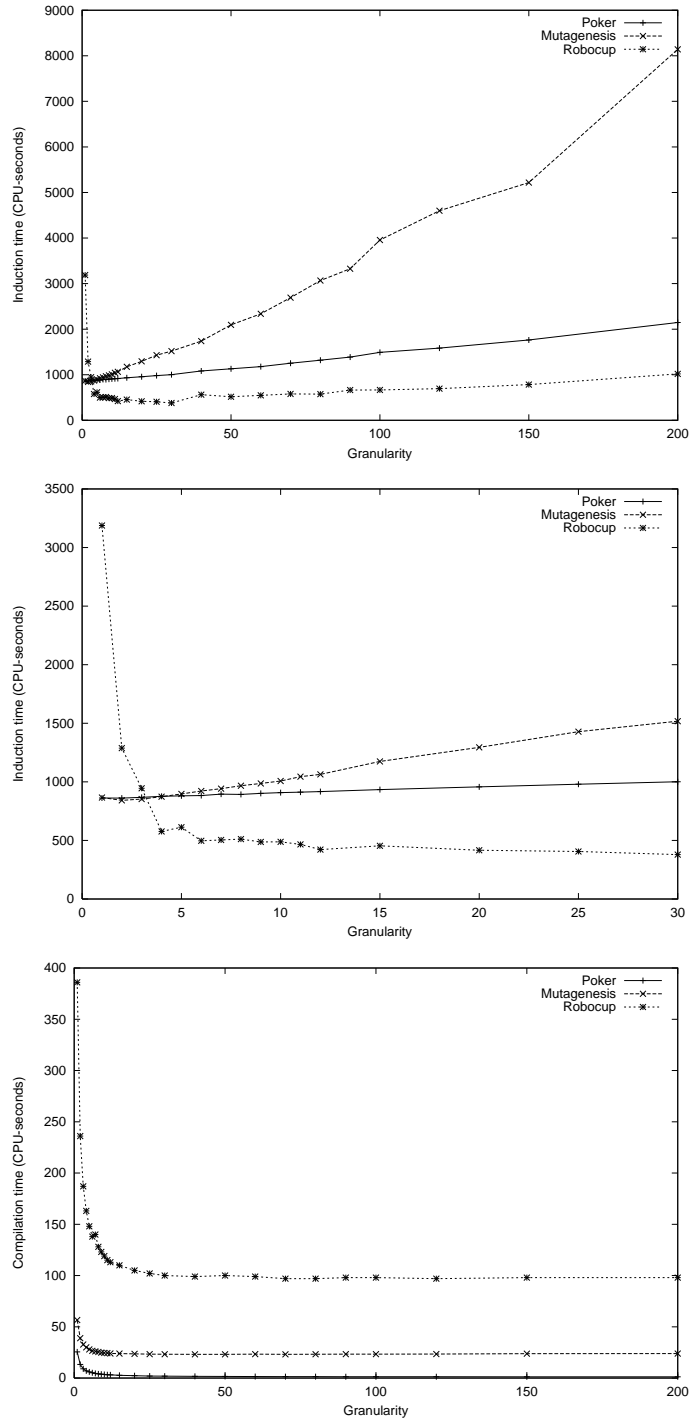 9000
8000
7000
6000
5000
4000
3000
2000
1000
0
Induction time (CPU-seconds)
Poker
Mutagenesis
Robocup
0 50 100 150 200
Granularity
3500
3000
2500
2000
1500
1000
500
0
Induction time (CPU-seconds)
Poker
Mutagenesis
Robocup
0 5 10 15 20 25 30
Granularity
400
350
300
250
200
150
100
50
0
Compilation time (CPU-seconds)
Poker
Mutagenesis
Robocup
0 50 100 150 200
Granularity